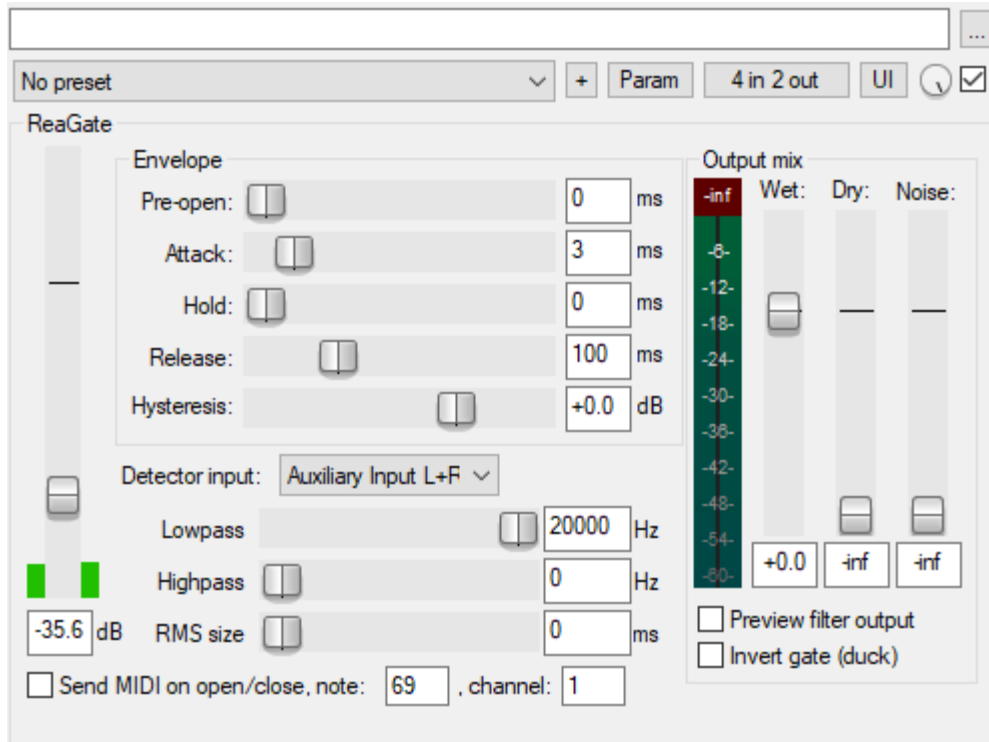 ...
No preset + Param 4 in 2 out UI
ReaGate
Envelope
Pre-open: 0 ms
Attack: 3 ms
Hold: 0 ms
Release: 100 ms
Hysteresis: +0.0 dB
Detector input: Auxiliary Input L+R
Lowpass 20000 Hz
Highpass 0 Hz
-35.6 dB RMS size 0 ms
Send MIDI on open/close, note: 69 , channel: 1
Output mix
-inf Wet: Dry: Noise:
-6-
-12-
-18-
-24-
-30-
-36-
-42-
-48-
-54-
-60-
+0.0 -inf -inf
Preview filter output
Invert gate (duck)